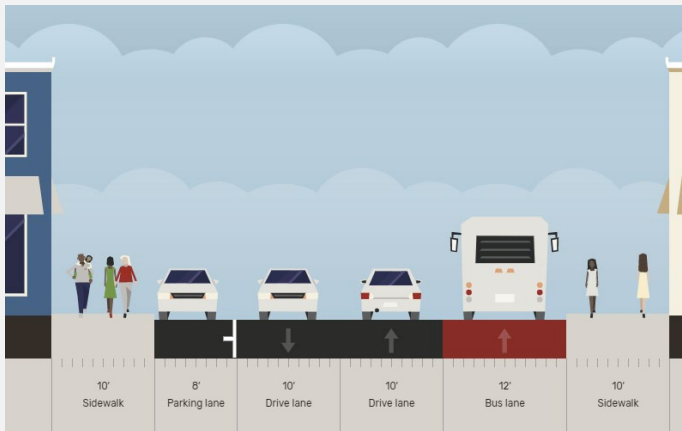 10'
Sidewalk
8'
Parking lane
10'
Drive lane
10'
Drive lane
12'
Bus lane
10'
Sidewalk